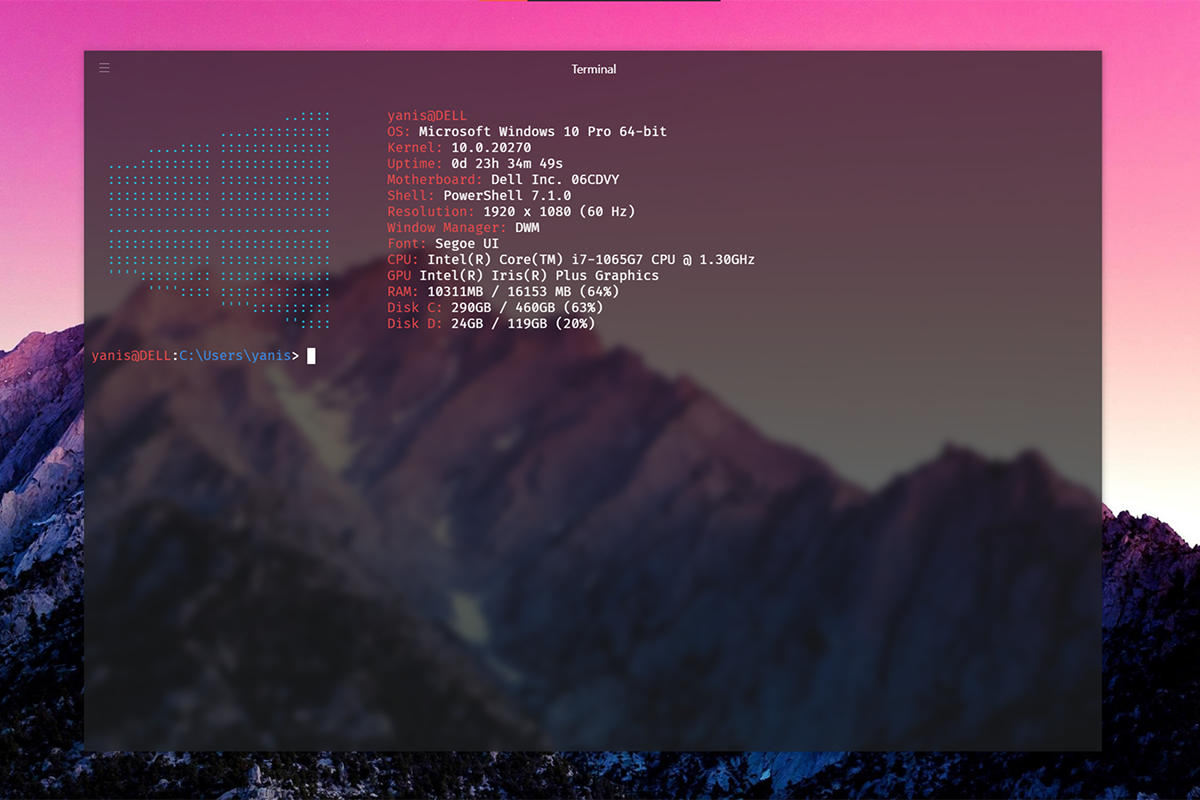 Terminal
yanis@DELL
OS: Microsoft Windows 10 Pro 64-bit
Kernel: 10.0.20270
Uptime: 0d 23h 34m 49s
Motherboard: Dell Inc. 06CDVY
Shell: PowerShell 7.1.0
Resolution: 1920 x 1080 (60 Hz)
Window Manager: DWM
Font: Segoe UI
CPU: Intel(R) Core(TM) i7-1065G7 CPU @ 1.30GHz
GPU Intel(R) Iris(R) Plus Graphics
RAM: 10311MB / 16153 MB (64%)
Disk C: 290GB / 460GB (63%)
Disk D: 24GB / 119GB (20%)
yanis@DELL:C:\Users\yanis>